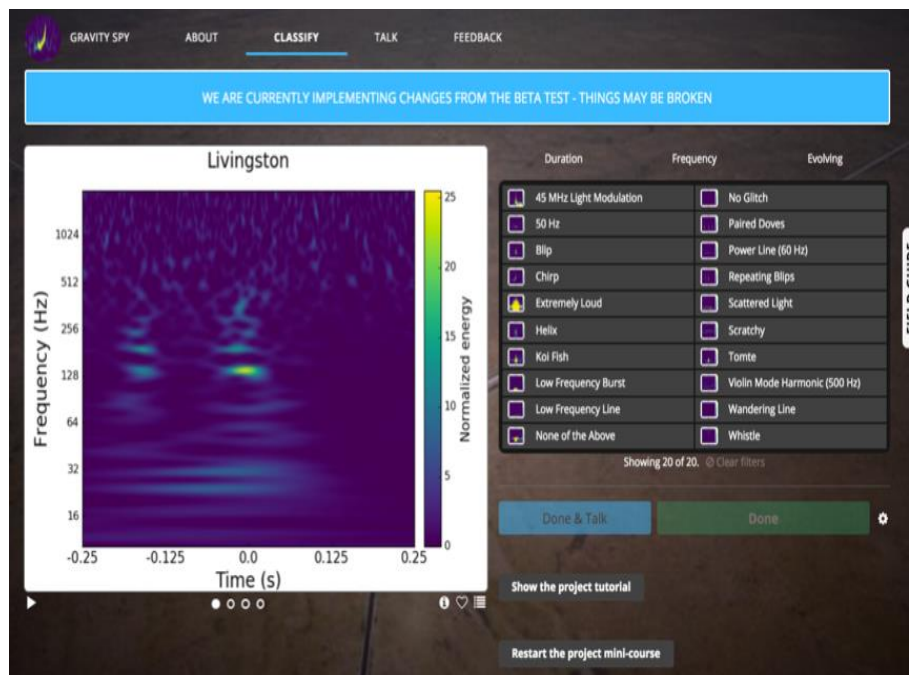 GRAVITY SPY ABOUT CLASSIFY TALK FEEDBACK
WE ARE CURRENTLY IMPLEMENTING CHANGES FROM THE BETA TEST - THINGS MAY BE BROKEN
Livingston
Duration Frequency Evolving
45 MHz Light Modulation No Glitch
50 Hz Paired Doves
Blip Power Line (60 Hz)
Chirp Repeating Blips
Extremely Loud Scattered Light
Helix Scratchy
Koi Fish Tomte
Low Frequency Burst Violin Mode Harmonic (500 Hz)
Low Frequency Line Wandering Line
None of the Above Whistle
Showing 20 of 20. Clear filters
Done & Talk Done
Show the project tutorial
Restart the project mini-course
Frequency (Hz)
1024
512
256
128
64
32
16
-0.25 -0.125 0.0 0.125 0.25
Time (s)
25
20
15
10
5
0
Normalized energy
FIELD GUIDE